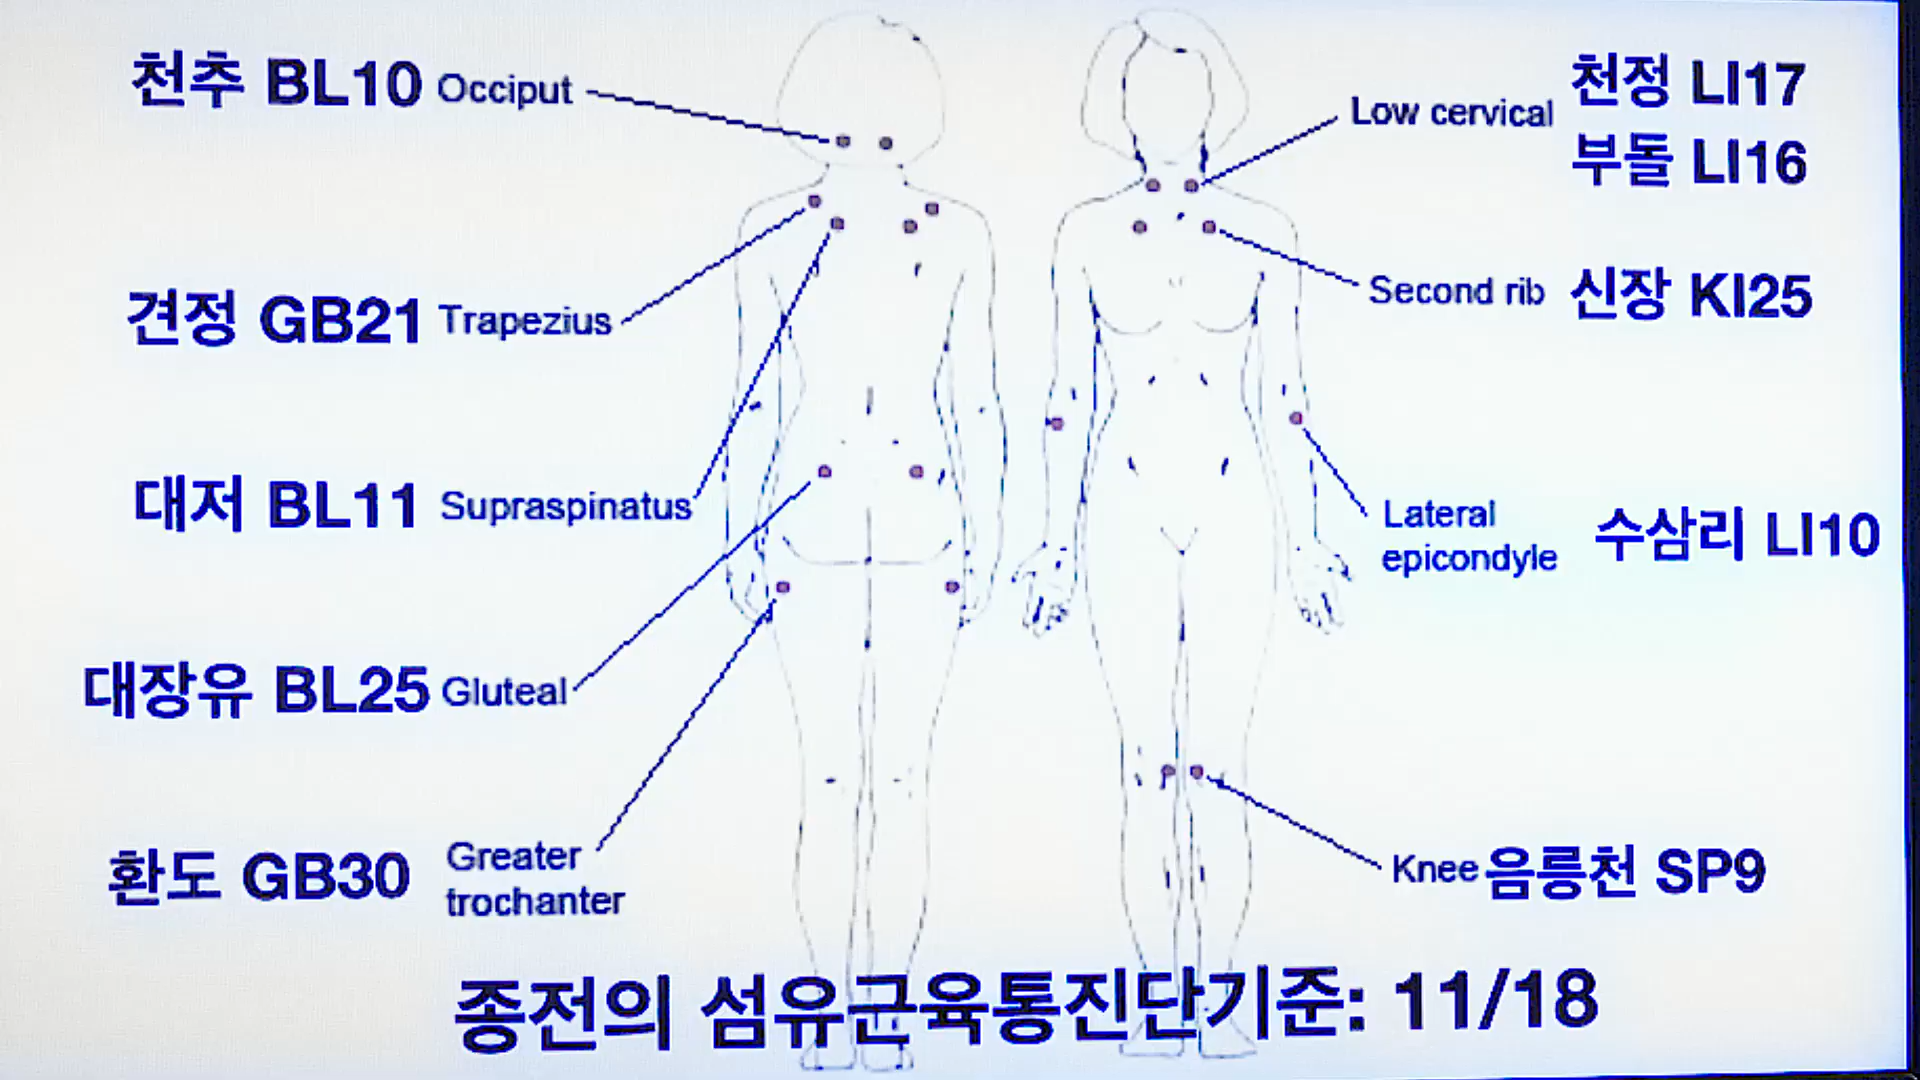 천추 BL10 Occiput
견정 GB21 Trapezius
대저 BL11 Supraspinatus
대장유 BL25 Gluteal
환도 GB30 Greater
trochanter
Low cervical 천정 LI17
부돌 LI16
Second rib 신장 KI25
Lateral
epicondyle 수삼리 LI10
Knee 음릉천 SP9
종전의 섬유근육통진단기준: 11/18